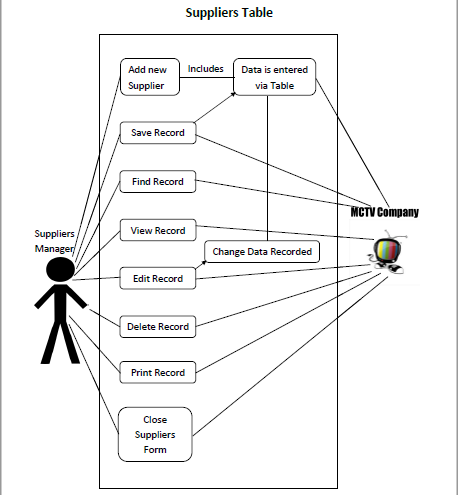 Suppliers Table
Add new
Supplier
Includes
Data is entered
via Table
Save Record
Find Record
MCTV Company
View Record
Suppliers
Manager
Change Data Recorded
Edit Record
Delete Record
Print Record
Close
Suppliers
Form